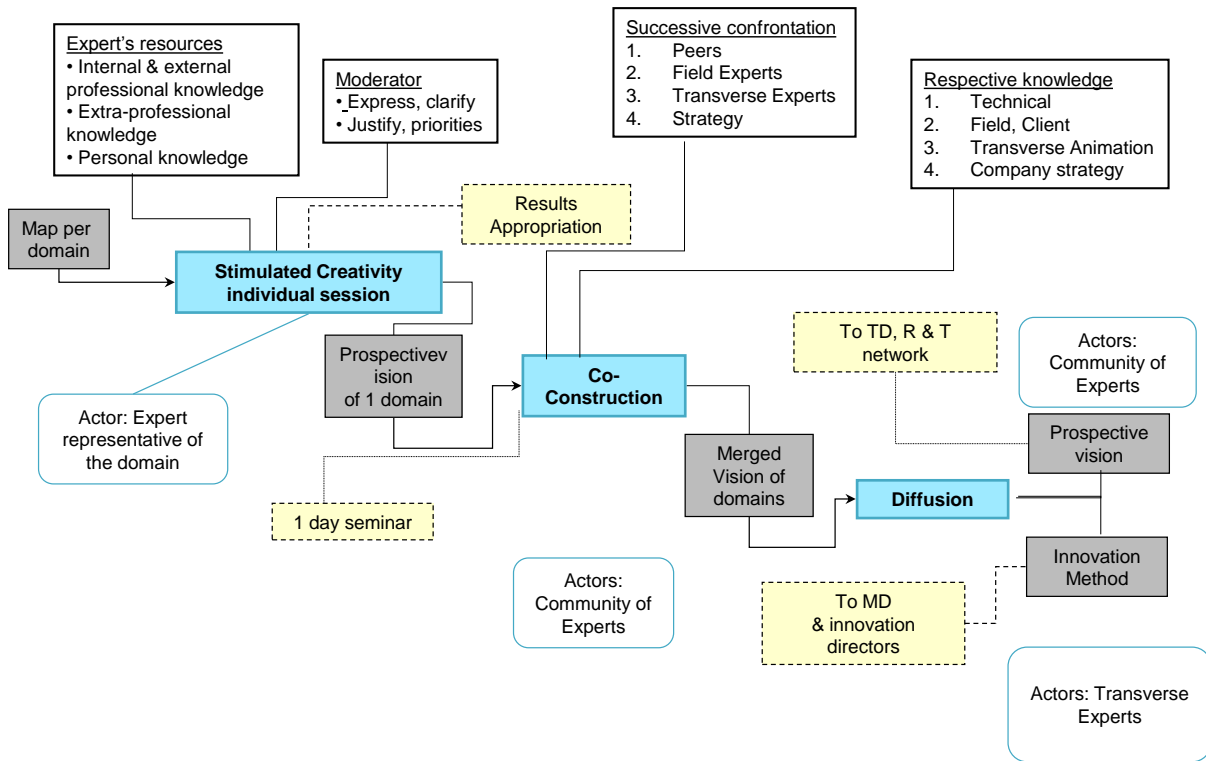 Expert's resources
• Internal & external
professional knowledge
• Extra-professional
knowledge
• Personal knowledge
Moderator
• Express, clarify
• Justify, priorities
Successive confrontation
1. Peers
2. Field Experts
3. Transverse Experts
4. Strategy
Respective knowledge
1. Technical
2. Field, Client
3. Transverse Animation
4. Company strategy
Map per
domain
Results
Appropriation
Stimulated Creativity
individual session
Prospectivev
ision
of 1 domain
Actor: Expert
representative of
the domain
1 day seminar
Co-
Construction
Merged
Vision of
domains
Actors:
Community of
Experts
To TD, R & T
network
Actors:
Community of
Experts
Prospective
vision
Diffusion
Innovation
Method
To MD
& innovation
directors
Actors: Transverse
Experts